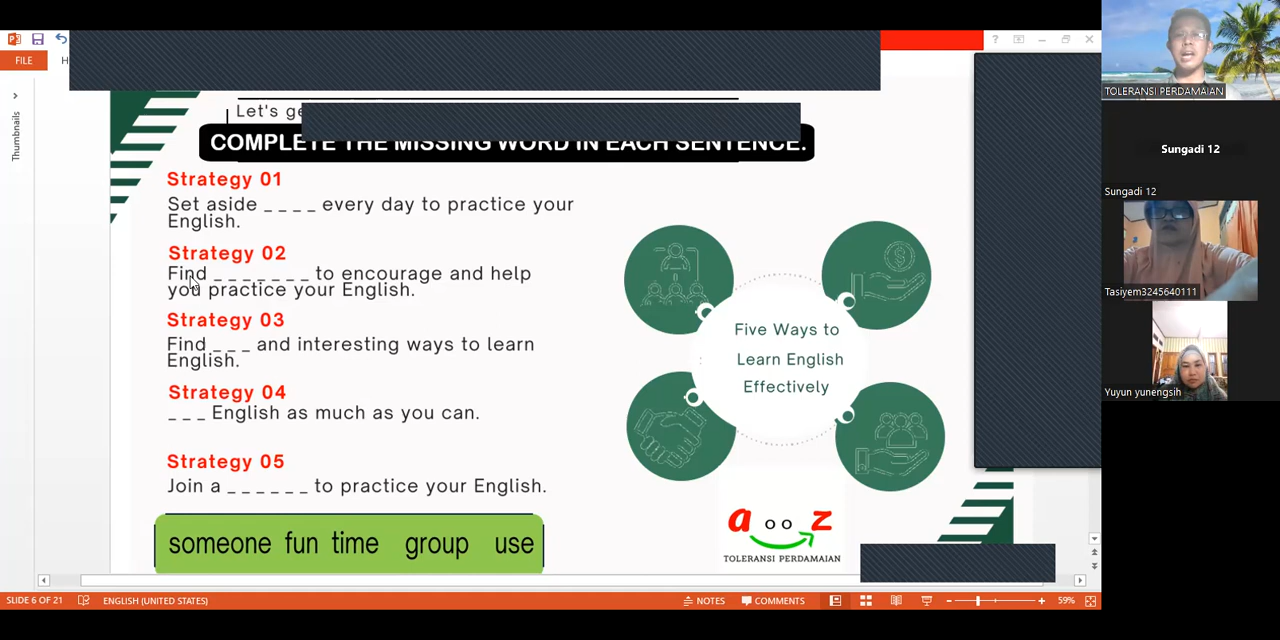 FILE
H
Thumbnails
Let's ge
COMPLETE THE MISSING WORD IN EACH SENTENCE.
Strategy 01
Set aside _ _ _ _ every day to practice your
English.
Strategy 02
Find _ _ _ _ _ _ _ to encourage and help
you practice your English.
Strategy 03
Find _ _ _ and interesting ways to learn
English.
Strategy 04
_ _ _ English as much as you can.
Strategy 05
Join a _ _ _ _ _ _ to practice your English.
someone fun time group use
Five Ways to
Learn English
Effectively
a o o z
TOLERANSI PERDAMAIAN
SLIDE 6 OF 21
ENGLISH (UNITED STATES)
NOTES
COMMENTS
59%
TOLERANSI PERDAMAIAN
Sungadi 12
Sungadi 12
Tasiyem3245640111
Yuyun yunengsih